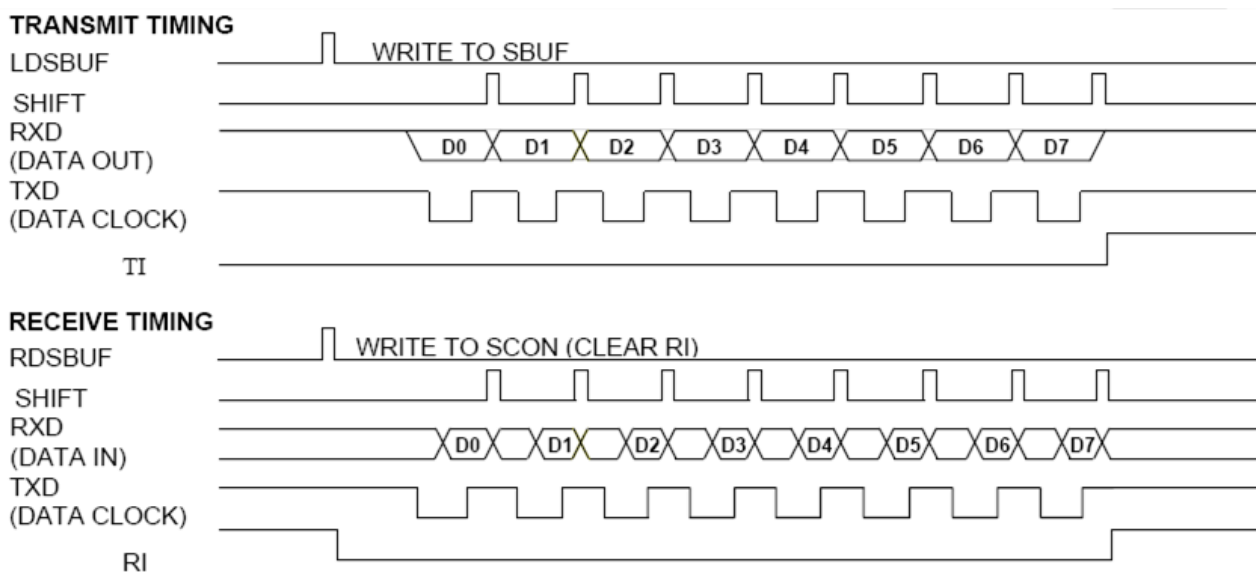 TRANSMIT TIMING
LDSBUF
WRITE TO SBUF
SHIFT
RXD
(DATA OUT)
D0 D1 D2 D3 D4 D5 D6 D7
TXD
(DATA CLOCK)
TI
RECEIVE TIMING
RDSBUF
WRITE TO SCON (CLEAR RI)
SHIFT
RXD
(DATA IN)
D0 D1 D2 D3 D4 D5 D6 D7
TXD
(DATA CLOCK)
RI